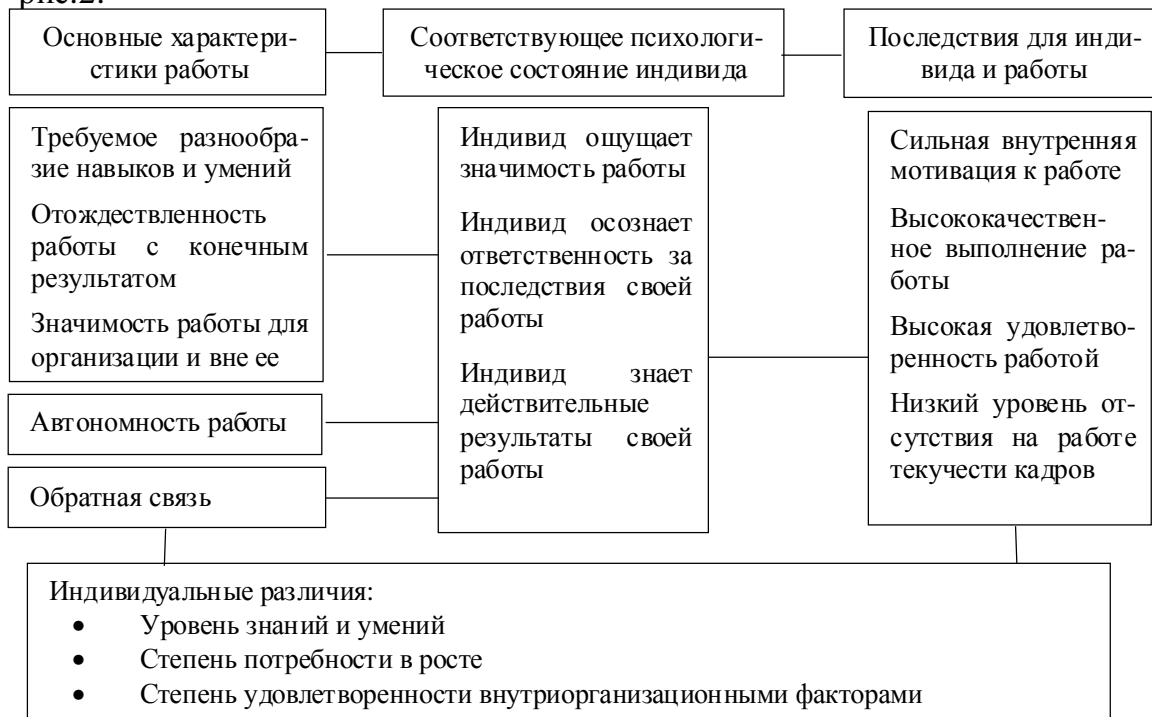 рис.2.
Основные характери-
стики работы
Соответствующее психологи-
ческое состояние индивида
Последствия для инди-
вида и работы
Требуемое разнообра-
зие навыков и умений
Отождествленность
работы с конечным
результатом
Значимость работы для
организации и вне ее
Автономность работы
Обратная связь
Индивид ощущает
значимость работы
Индивид осознает
ответственность за
последствия своей
работы
Индивид знает
действительные
результаты своей
работы
Сильная внутренняя
мотивация к работе
Высококачествен-
ное выполнение ра-
боты
Высокая удовлетво-
ренность работой
Низкий уровень от-
сутствия на работе
текучести кадров
Индивидуальные различия:
• Уровень знаний и умений
• Степень потребности в росте
• Степень удовлетворенности внутриорганизационными факторами